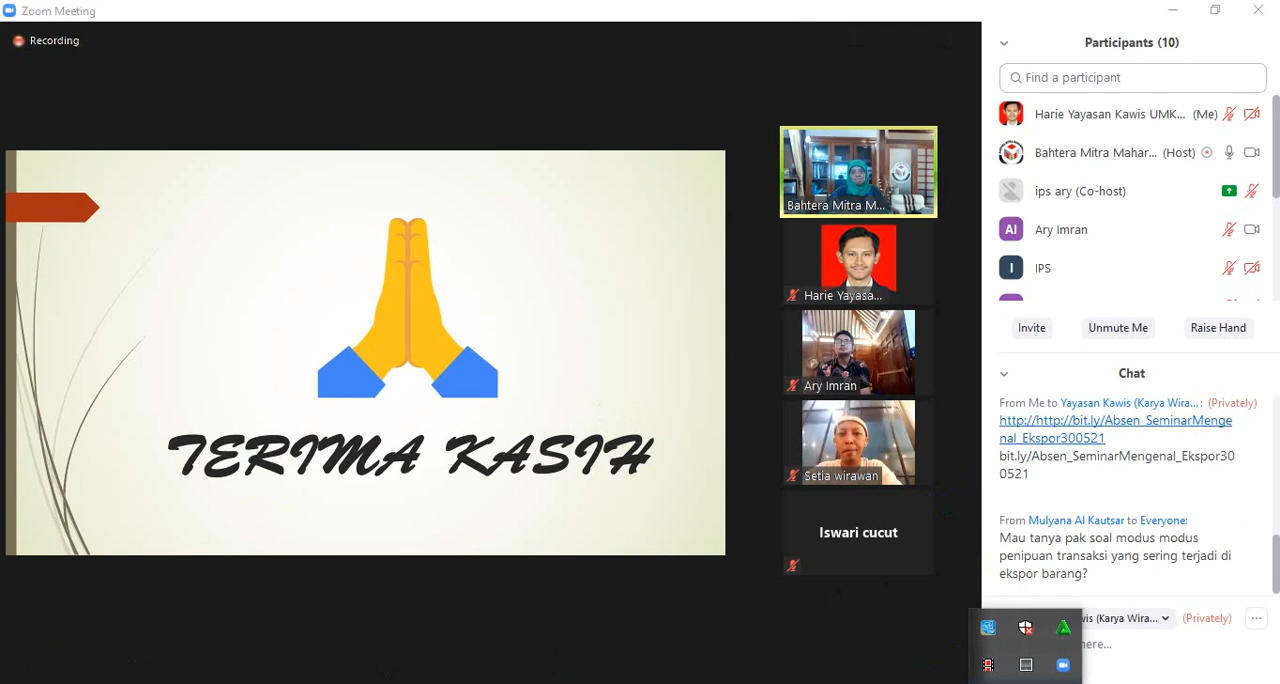 Zoom Meeting
Recording
TERIMA KASIH
Bahtera Mitra M...
Harie Yayasa...
Ary Imran
Setia wirawan
Iswari cucut
Participants (10)
Find a participant
Harie Yayasan Kawis UMK... (Me)
Bahtera Mitra Mahar... (Host)
ips ary (Co-host)
AI Ary Imran
I IPS
Invite Unmute Me Raise Hand
Chat
From Me to Yayasan Kawis (Karya Wira... : (Privately)
http://http://bit.ly/Absen_SeminarMenge
nal_Ekspor300521
bit.ly/Absen_SeminarMengenal_Ekspor30
0521
From Mulyana Al Kautsar to Everyone:
Mau tanya pak soal modus modus
penipuan transaksi yang sering terjadi di
ekspor barang?
wis (Karya Wira... (Privately)
here...